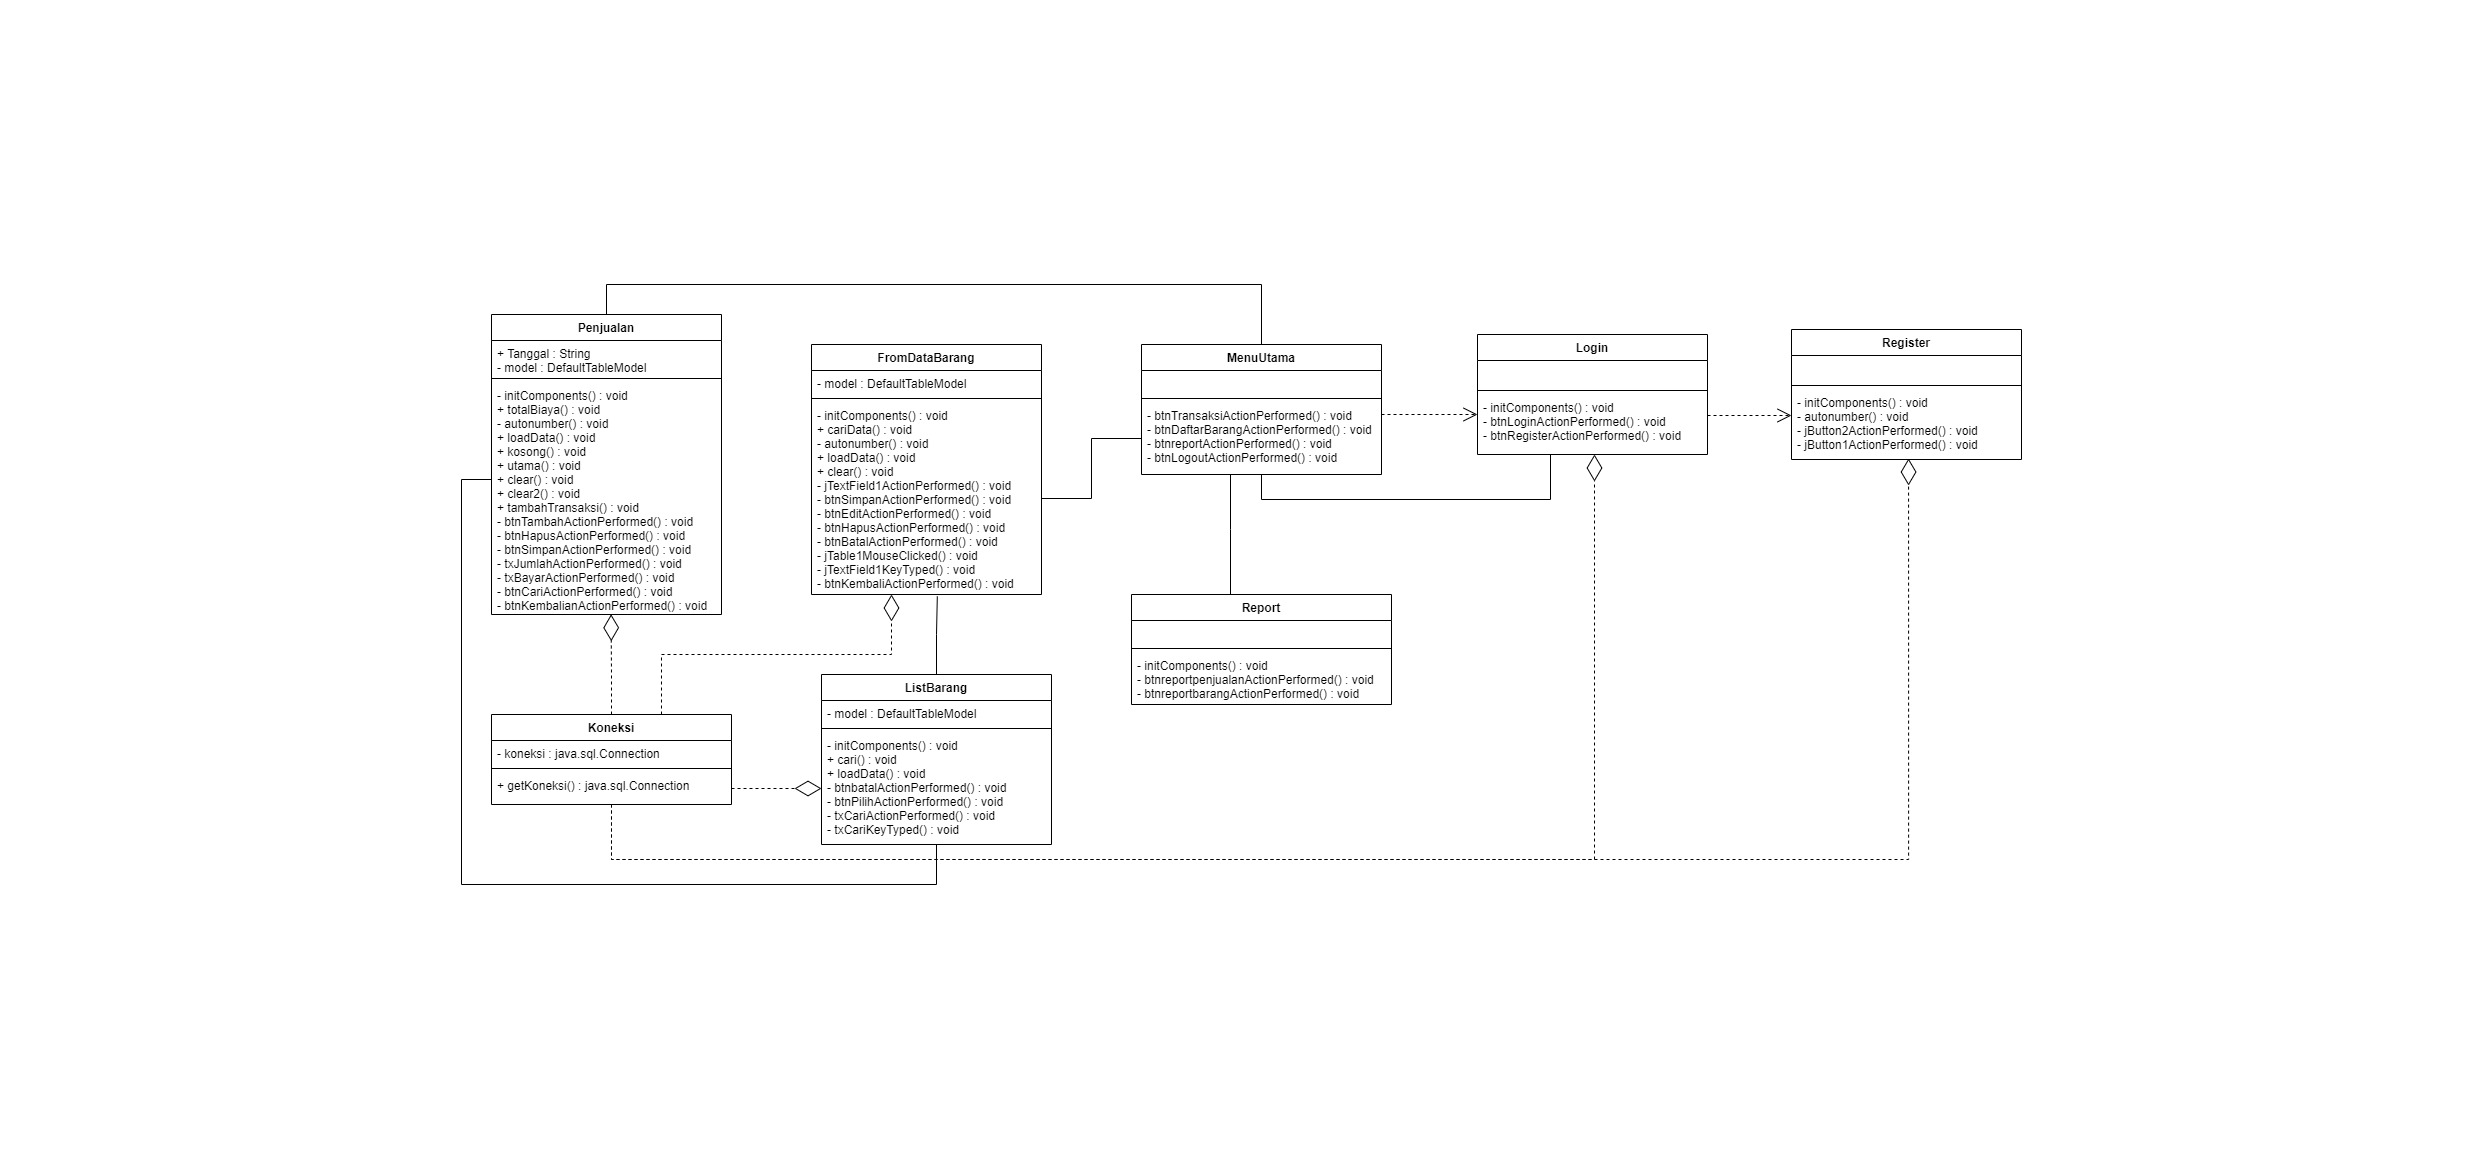 Penjualan
+ Tanggal : String
- model : DefaultTableModel
- initComponents() : void
+ totalBiaya() : void
- autonumber() : void
+ loadData() : void
+ kosong() : void
+ utama() : void
+ clear() : void
+ clear2() : void
+ tambahTransaksi() : void
- btnTambahActionPerformed() : void
- btnHapusActionPerformed() : void
- btnSimpanActionPerformed() : void
- txJumlahActionPerformed() : void
- txBayarActionPerformed() : void
- btnCariActionPerformed() : void
- btnKembalianActionPerformed() : void
FromDataBarang
- model : DefaultTableModel
- initComponents() : void
+ cariData() : void
- autonumber() : void
+ loadData() : void
+ clear() : void
- jTextField1ActionPerformed() : void
- btnSimpanActionPerformed() : void
- btnEditActionPerformed() : void
- btnHapusActionPerformed() : void
- btnBatalActionPerformed() : void
- jTable1MouseClicked() : void
- jTextField1KeyTyped() : void
- btnKembaliActionPerformed() : void
MenuUtama
- btnTransaksiActionPerformed() : void
- btnDaftarBarangActionPerformed() : void
- btnreportActionPerformed() : void
- btnLogoutActionPerformed() : void
Login
- initComponents() : void
- btnLoginActionPerformed() : void
- btnRegisterActionPerformed() : void
Register
- initComponents() : void
- autonumber() : void
- jButton2ActionPerformed() : void
- jButton1ActionPerformed() : void
Report
- initComponents() : void
- btnreportpenjualanActionPerformed() : void
- btnreportbarangActionPerformed() : void
Koneksi
- koneksi : java.sql.Connection
+ getKoneksi() : java.sql.Connection
ListBarang
- model : DefaultTableModel
- initComponents() : void
+ cari() : void
+ loadData() : void
- btnbatalActionPerformed() : void
- btnPilihActionPerformed() : void
- txCariActionPerformed() : void
- txCariKeyTyped() : void